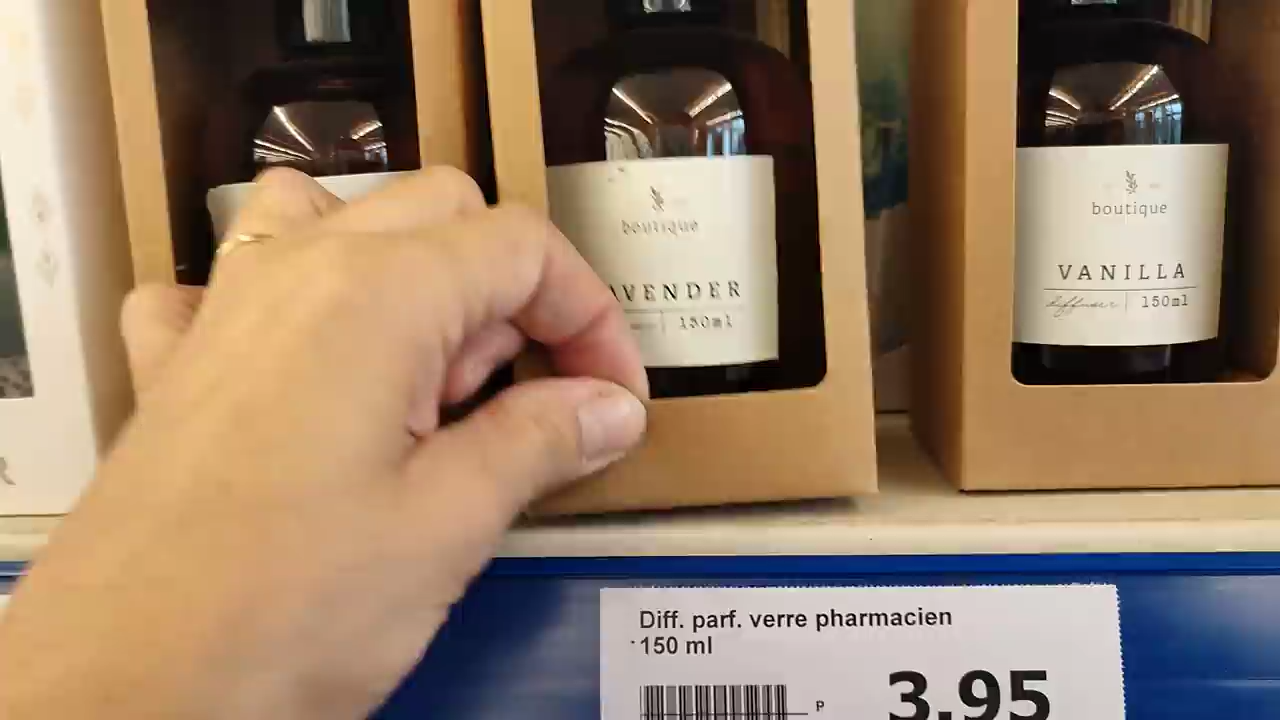 boutique
AVENDER
150ml
boutique
VANILLA
diffuser 150ml
R
Diff. parf. verre pharmacien
150 ml
P
3.95